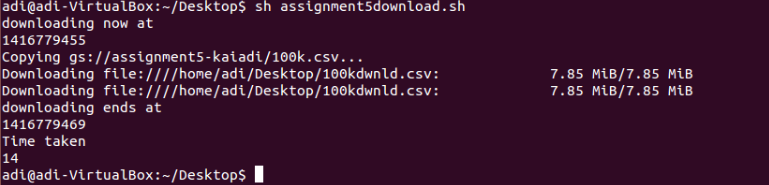 adi@adi-VirtualBox:~/Desktop$ sh assignment5download.sh
downloading now at
1416779455
Copying gs://assignment5-kaiadi/100k.csv...
Downloading file:////home/adi/Desktop/100kdwnld.csv: 7.85 MiB/7.85 MiB
Downloading file:////home/adi/Desktop/100kdwnld.csv: 7.85 MiB/7.85 MiB
downloading ends at
1416779469
Time taken
14
adi@adi-VirtualBox:~/Desktop$